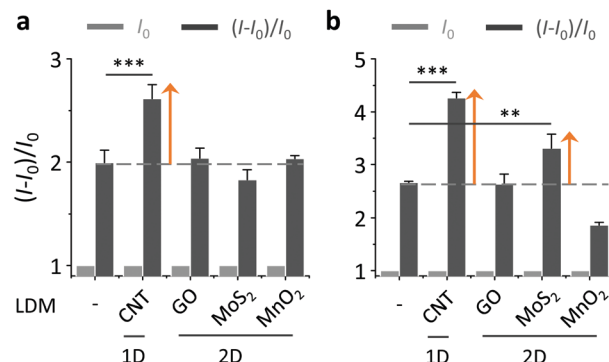 a
I₀ (I-I₀)/I₀
(I-I₀)/I₀
3
2
1
***
LDM - CNT GO MoS₂ MnO₂
1D 2D
b
I₀ (I-I₀)/I₀
5
4
3
2
1
***
**
- CNT GO MoS₂ MnO₂
1D 2D